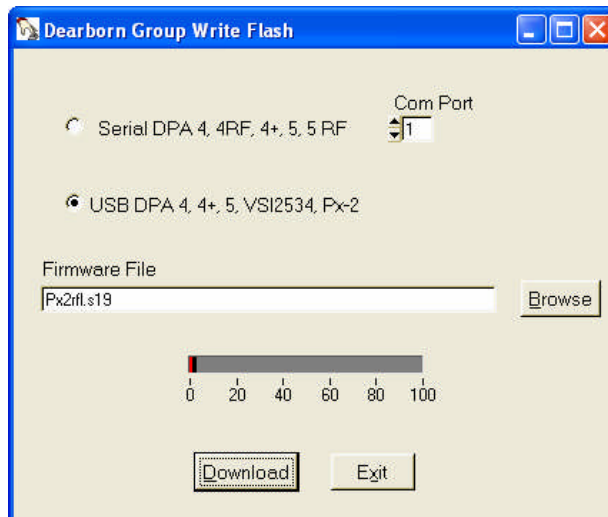 Dearborn Group Write Flash
Com Port
Serial DPA 4, 4RF, 4+, 5, 5 RF
1
USB DPA 4, 4+, 5, VSI2534, Px-2
Firmware File
Px2rfl.s19
Browse
0 20 40 60 80 100
Download Exit